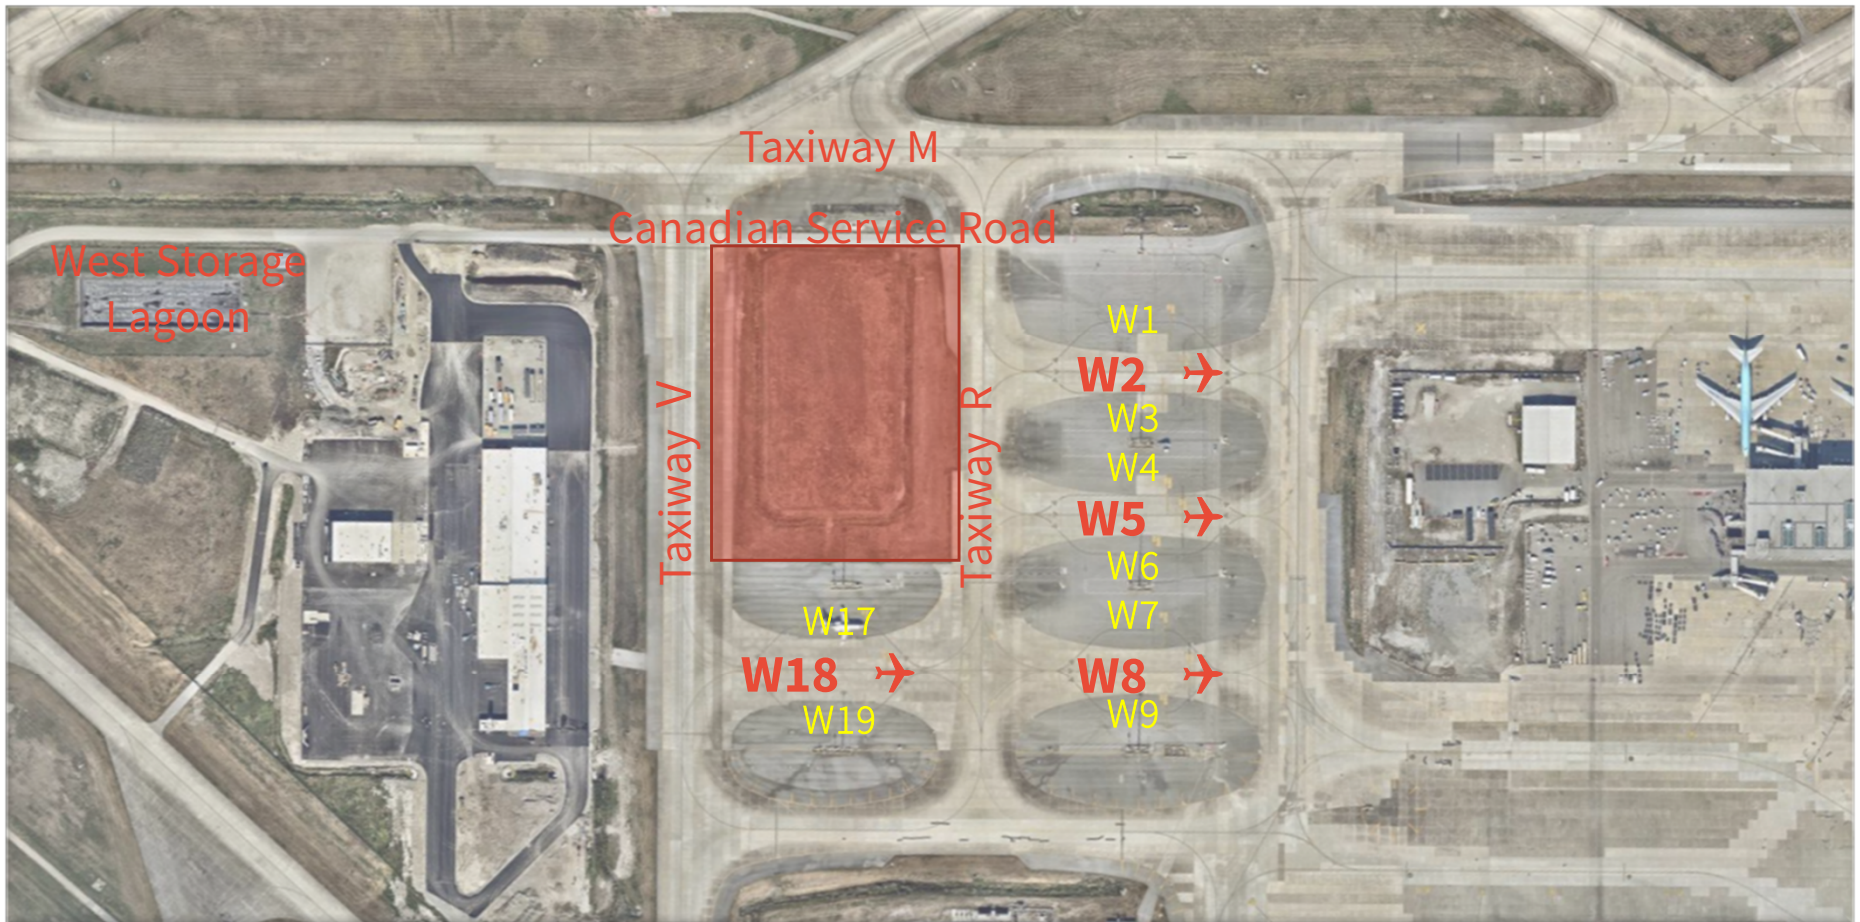 Taxiway M
Canadian Service Road
West Storage
Lagoon
Taxiway V
Taxiway R
W1
W2
W3
W4
W5
W6
W7
W17
W18
W8
W19
W9